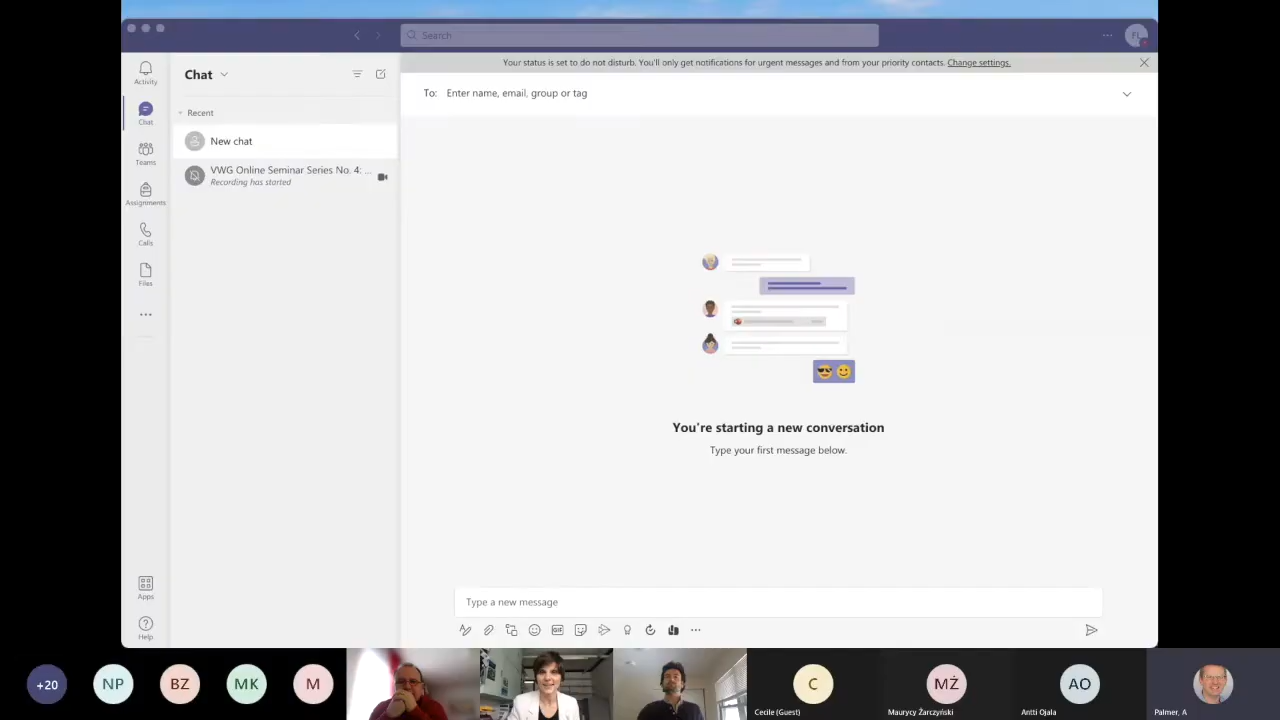 Search
FL
Your status is set to do not disturb. You'll only get notifications for urgent messages and from your priority contacts. Change settings.
Activity
Chat
Teams
Assignments
Calls
Files
Apps
Help
Chat
Recent
New chat
VWG Online Seminar Series No. 4: ...
Recording has started
To: Enter name, email, group or tag
You're starting a new conversation
Type your first message below.
Type a new message
GIF
+20
NP
BZ
MK
M
C
Cecile (Guest)
MŻ
Maurycy Żarczyński
AO
Antti Ojala
Palmer, A